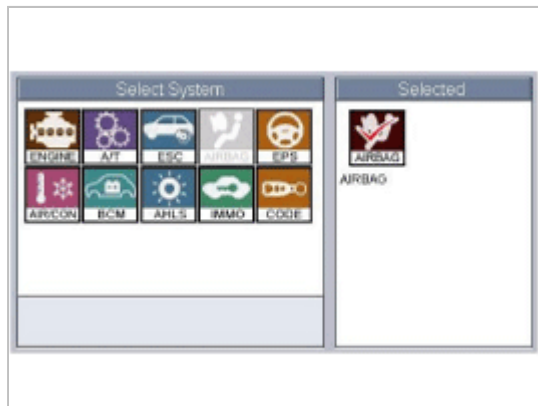 Select System
Selected
ENGINE
A/T
ESC
AIRBAG
EPS
AIRBAG
AIRBAG
AIR/CON
BCM
AHLS
IMMO
CODE